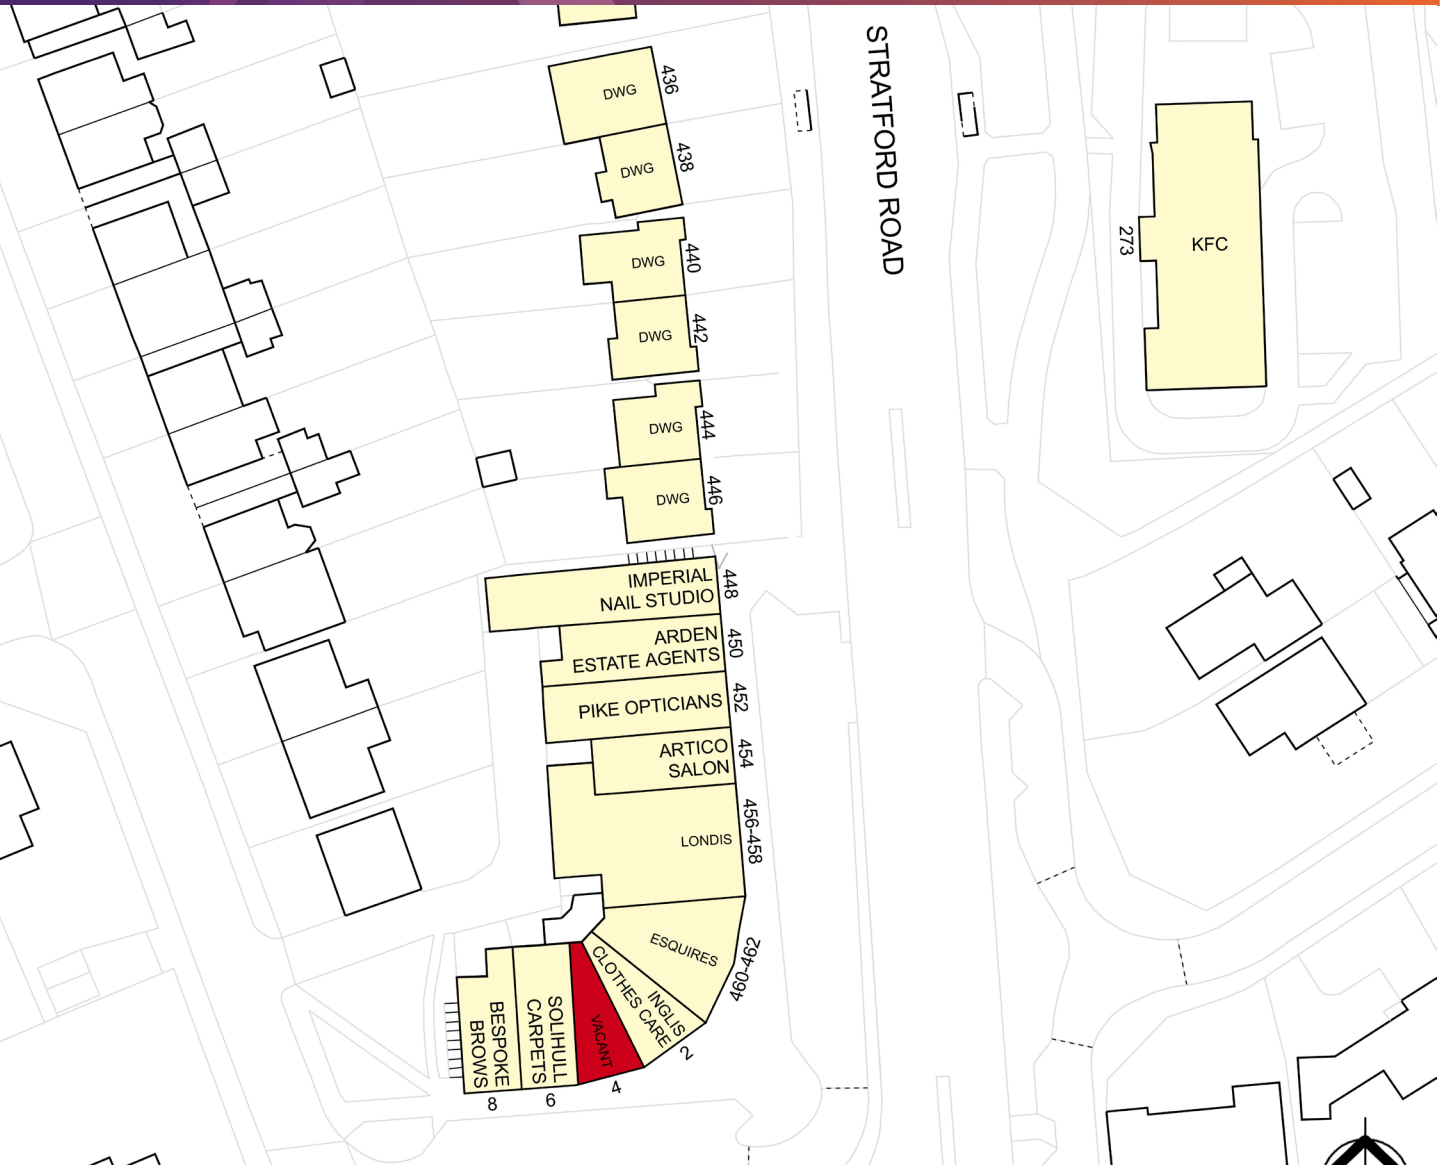 STRATFORD ROAD
DWG
436
DWG
438
DWG
440
DWG
442
DWG
444
DWG
446
273
KFC
IMPERIAL
NAIL STUDIO
448
ARDEN
ESTATE AGENTS
450
PIKE OPTICIANS
452
ARTICO
SALON
454
LONDIS
456-458
ESQUIRES
460-462
INGLIS
CLOTHES CARE
2
VACANT
4
SOLIHULL
CARPETS
6
BESPOKE
BROWS
8